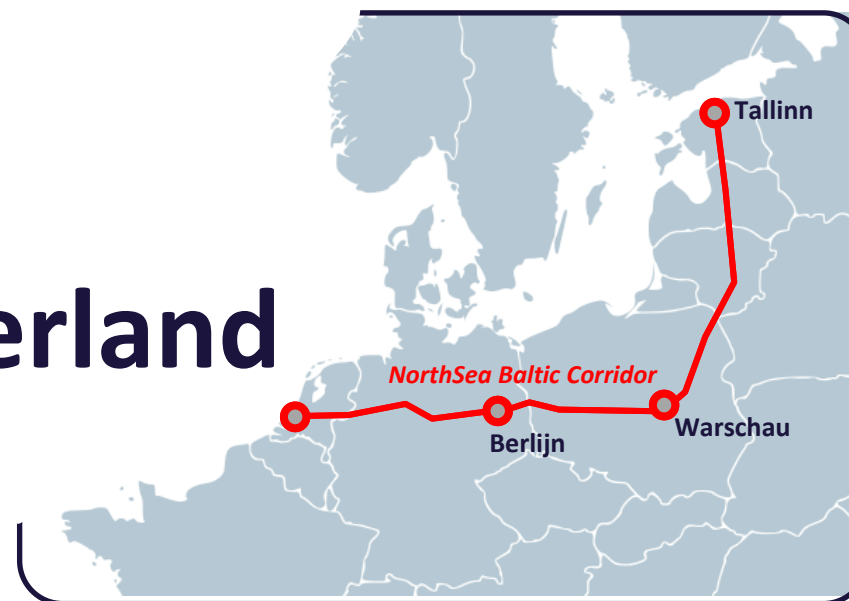 Tallinn
erland
NorthSea Baltic Corridor
Warschau
Berlijn